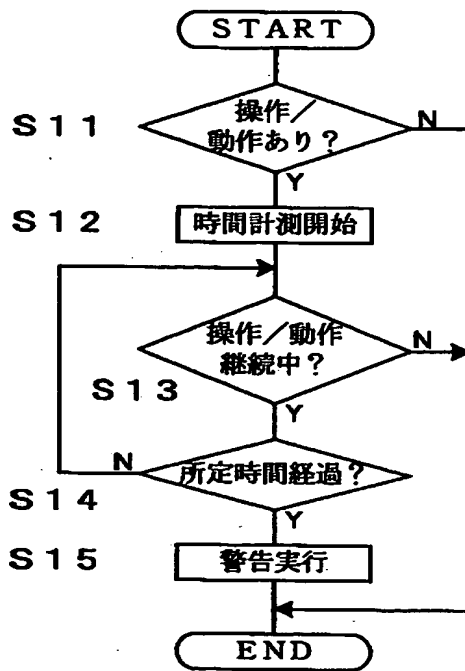 START
S11
操作／
動作あり？
N
Y
S12
時間計測開始
操作／動作
継続中？
N
S13
Y
N
所定時間経過？
S14
Y
S15
警告実行
END